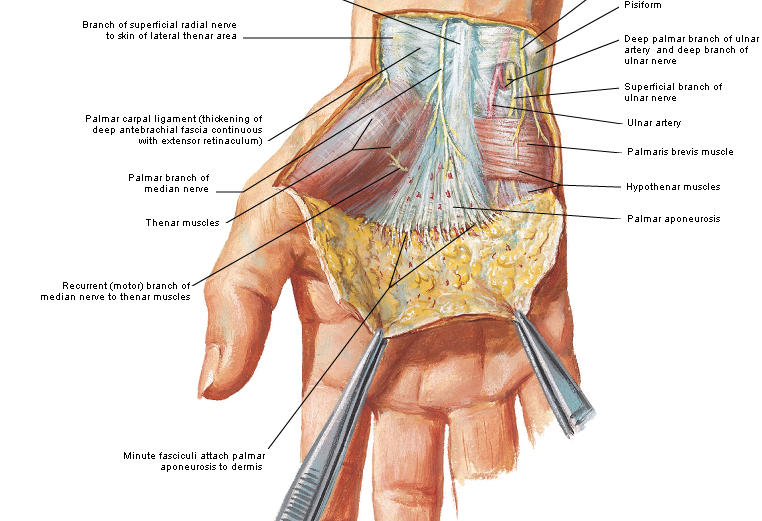 Branch of superficial radial nerve
to skin of lateral thenar area
Palmar carpal ligament (thickening of
deep antebrachial fascia continuous
with extensor retinaculum)
Palmar branch of
median nerve
Thenar muscles
Recurrent (motor) branch of
median nerve to thenar muscles
Minute fasciculi attach palmar
aponeurosis to dermis
Pisiform
Deep palmar branch of ulnar
artery and deep branch of
ulnar nerve
Superficial branch of
ulnar nerve
Ulnar artery
Palmaris brevis muscle
Hypothenar muscles
Palmar aponeurosis